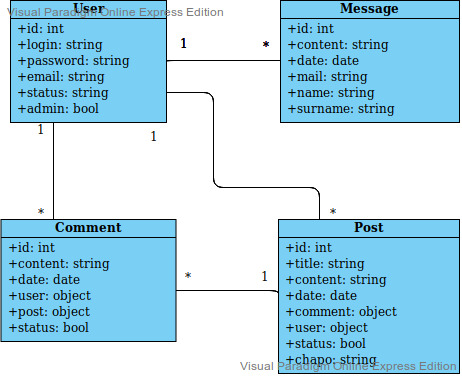 Visual Paradigm Online Express Edition
User
+id: int
+login: string
+password: string
+email: string
+status: string
+admin: bool
1
*
Message
+id: int
+content: string
+date: date
+mail: string
+name: string
+surname: string
1
1
*
*
Comment
+id: int
+content: string
+date: date
+user: object
+post: object
+status: bool
*
1
Post
+id: int
+title: string
+content: string
+date: date
+comment: object
+user: object
+status: bool
+chapo: string
Visual Paradigm Online Express Edition